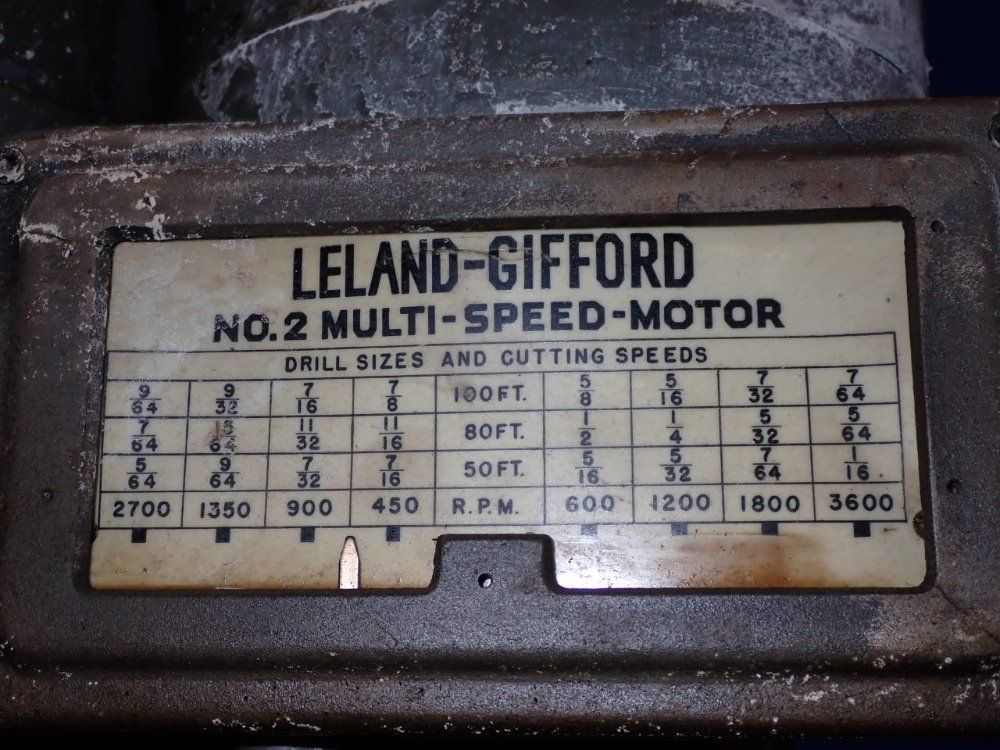 LELAND-GIFFORD
NO.2 MULTI-SPEED-MOTOR
DRILL SIZES AND CUTTING SPEEDS
9/64 9/32 7/16 7/8 100FT. 5/8 5/16 7/32 7/64
7/64 /64 11/32 11/16 80FT. 1/2 1/4 5/32 5/64
5/64 9/64 7/32 7/16 50FT. 5/16 5/32 7/64 1/16
2700 1350 900 450 R.P.M. 600 1200 1800 3600